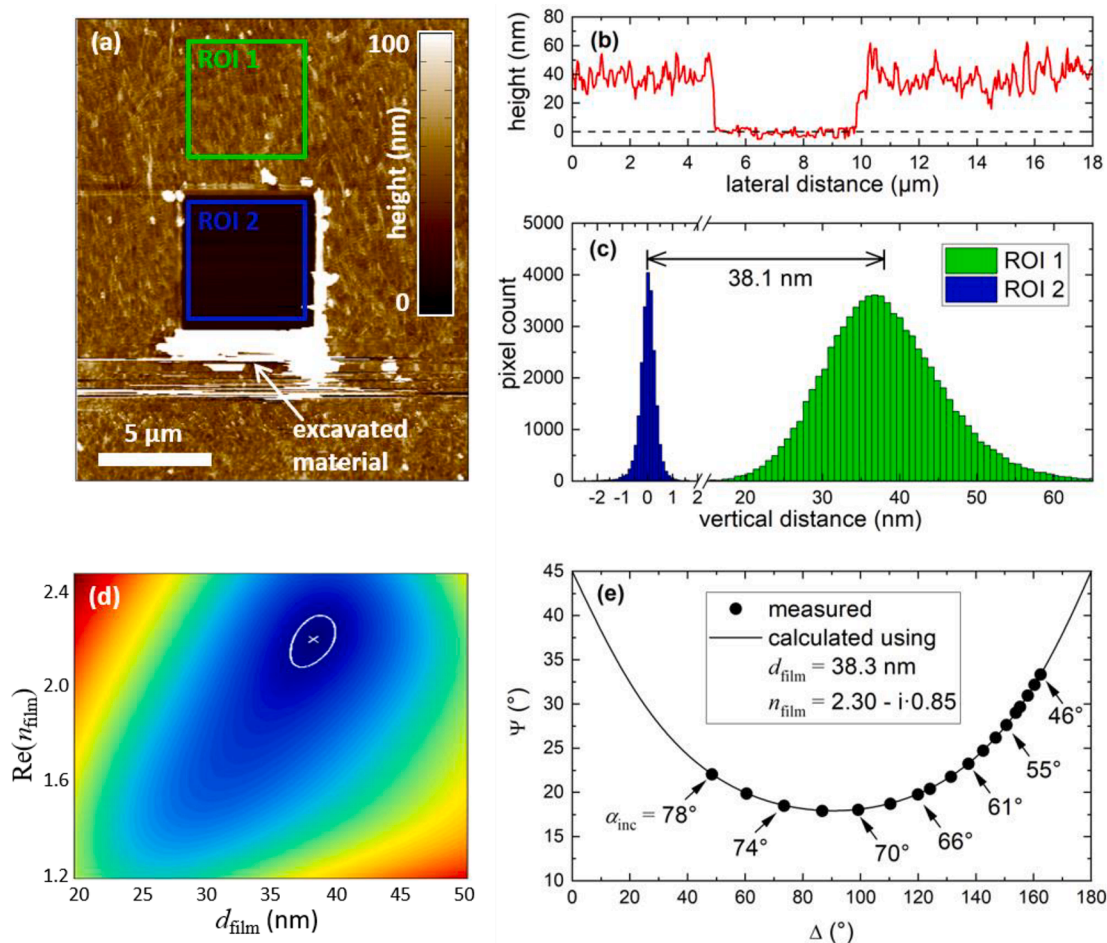 (a)
ROI 1
ROI 2
100
height (nm)
0
5 µm
excavated
material
(b)
height (nm)
80
60
40
20
0
0 2 4 6 8 10 12 14 16 18
lateral distance (µm)
(c)
5000
4000
3000
2000
1000
0
pixel count
38.1 nm
ROI 1
ROI 2
-2 -1 0 1 2 20 30 40 50 60
vertical distance (nm)
(d)
2.4
2.0
1.6
1.2
Re(n_film)
20 25 30 35 40 45 50
d_film (nm)
(e)
45
40
35
30
25
20
15
10
Ψ (°)
measured
calculated using
d_film = 38.3 nm
n_film = 2.30 - i·0.85
46°
55°
61°
66°
70°
74°
α_inc = 78°
0 20 40 60 80 100 120 140 160 180
Δ (°)